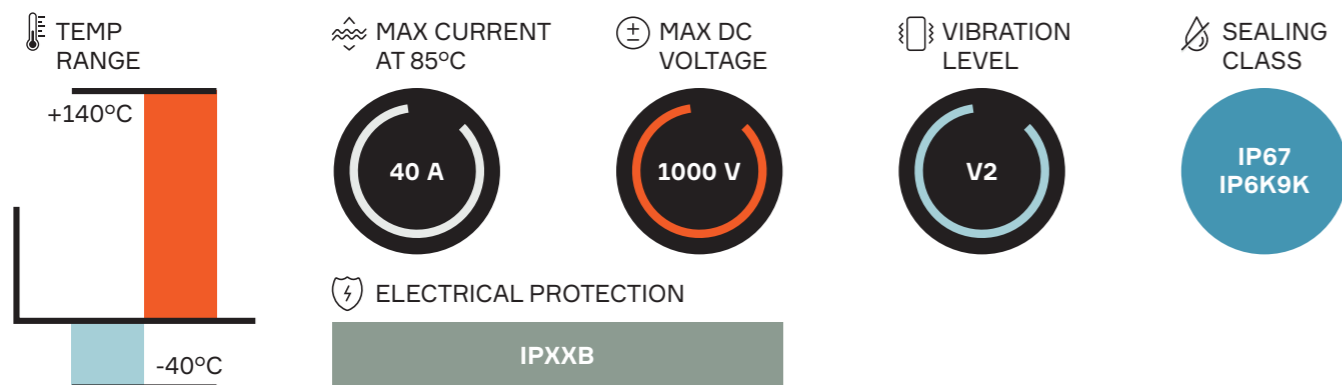 TEMP
RANGE
+140°C
-40°C
MAX CURRENT
AT 85°C
40 A
MAX DC
VOLTAGE
1000 V
VIBRATION
LEVEL
V2
SEALING
CLASS
IP67
IP6K9K
ELECTRICAL PROTECTION
IPXXB